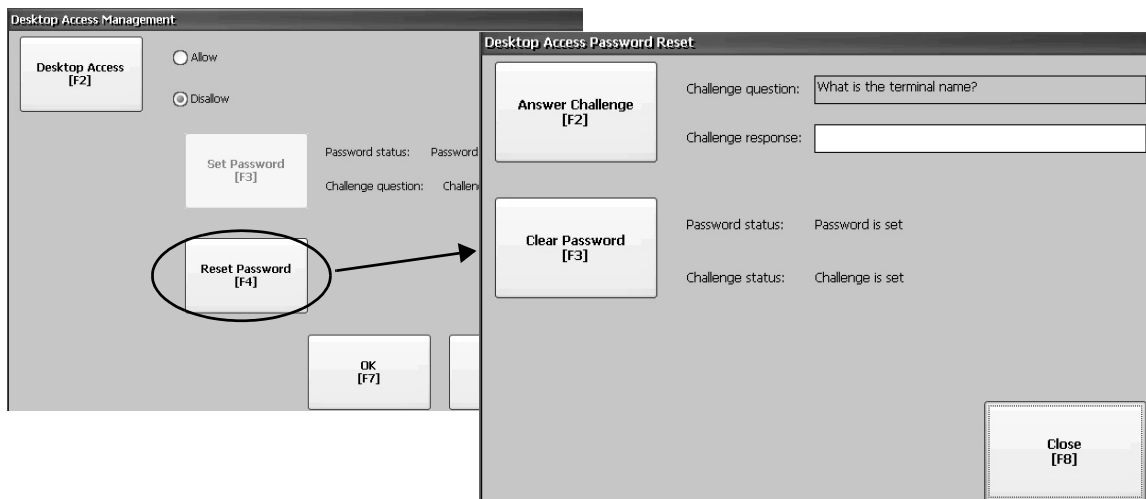 Desktop Access Management
Desktop Access
[F2]
Allow
Disallow
Set Password
[F3]
Password status: Password
Challenge question:
Reset Password
[F4]
OK
[F7]
Desktop Access Password Reset
Answer Challenge
[F2]
Challenge question: What is the terminal name?
Challenge response:
Clear Password
[F3]
Password status: Password is set
Challenge status: Challenge is set
Close
[F8]